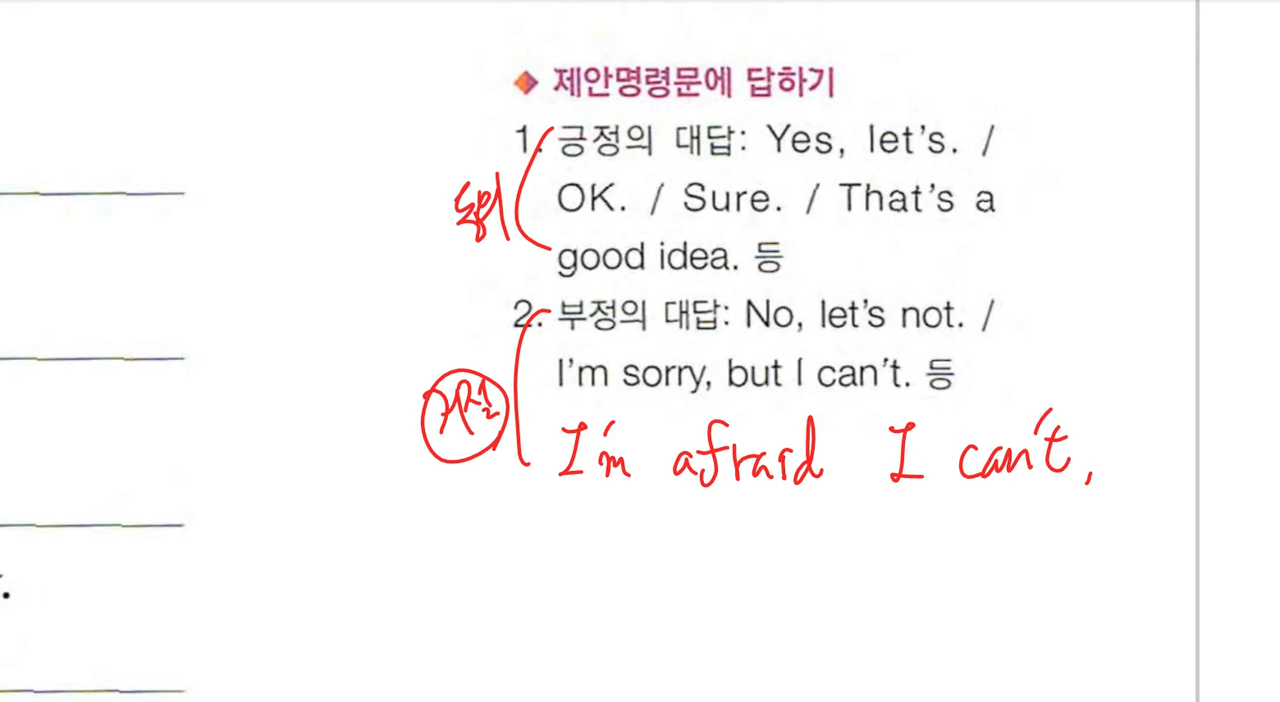 ◆ 제안명령문에 답하기
1. 긍정의 대답: Yes, let's. /
OK. / Sure. / That's a
good idea. 등
2. 부정의 대답: No, let's not. /
I'm sorry, but I can't. 등
거절
I'm afraid I can't,